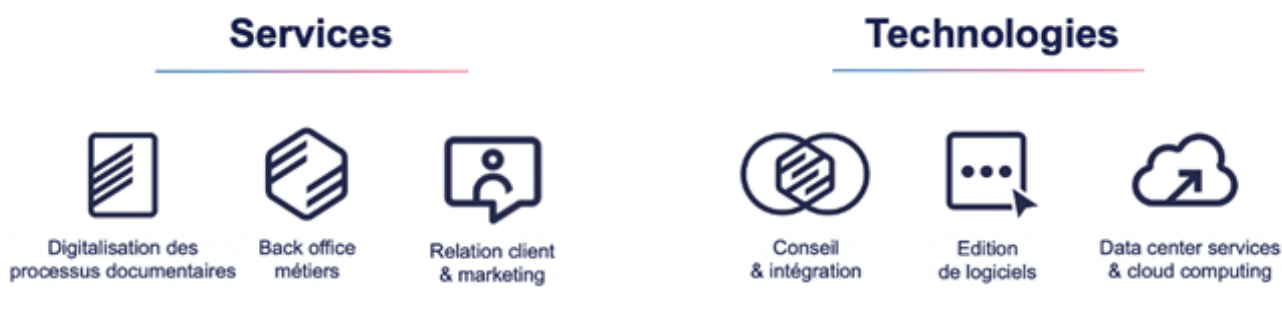 Services
Technologies
Digitalisation des
processus documentaires
Back office
métiers
Relation client
& marketing
Conseil
& intégration
Edition
de logiciels
Data center services
& cloud computing